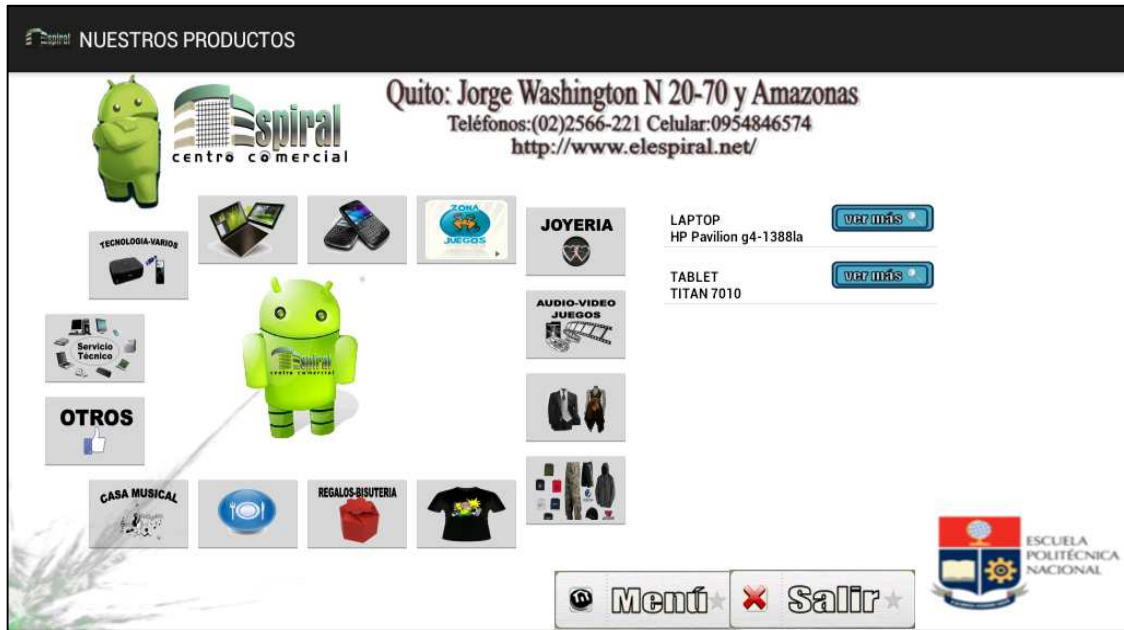 Espiral NUESTROS PRODUCTOS
Espiral
centro comercial
Quito: Jorge Washington N 20-70 y Amazonas
Teléfonos:(02)2566-221 Celular:0954846574
http://www.elespiral.net/
TECNOLOGIA-VARIOS
ZONA
JUEGOS
JOYERIA
LAPTOP
HP Pavilion g4-1388la
ver más
TABLET
TITAN 7010
ver más
AUDIO-VIDEO
JUEGOS
Servicio
Técnico
Espiral
centro comercial
OTROS
CASA MUSICAL
REGALOS-BISUTERIA
Menú
Salir
ESCUELA
POLITÉCNICA
NACIONAL